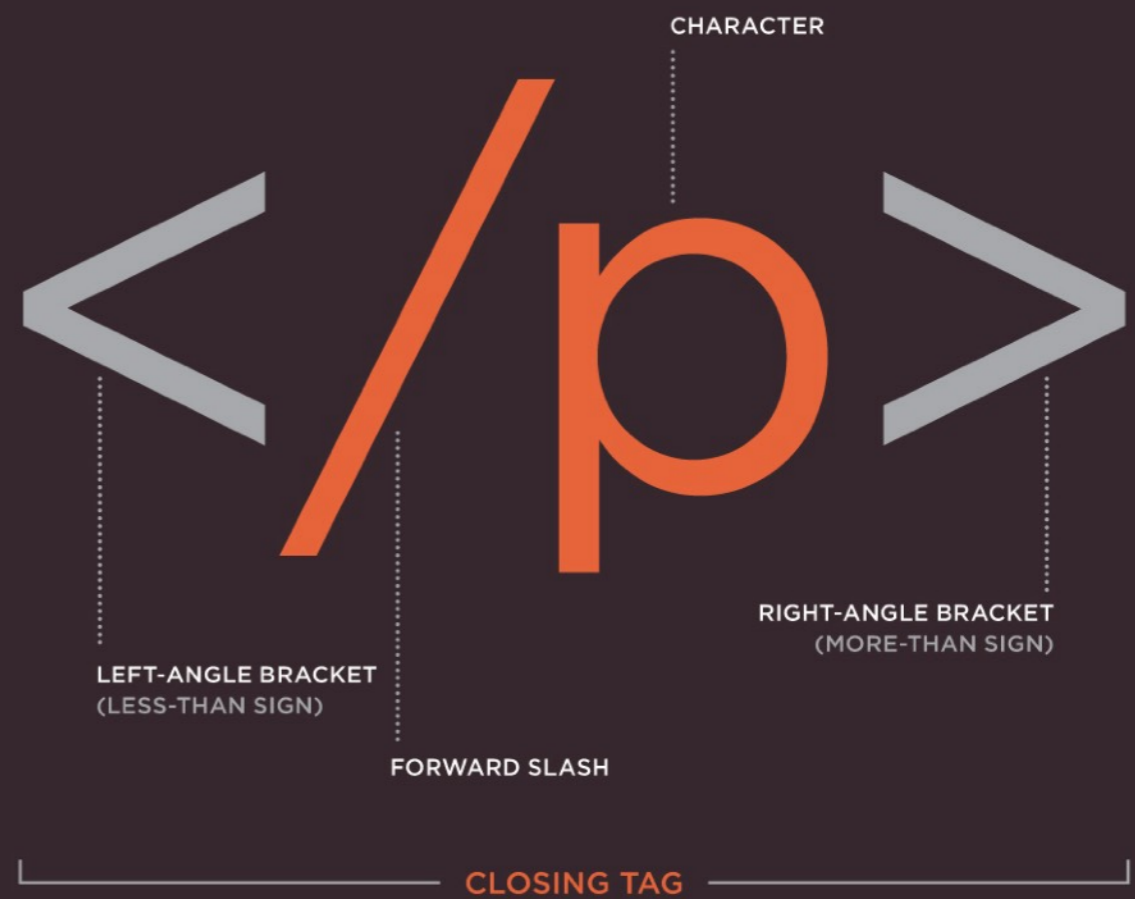 CHARACTER
</p>
RIGHT-ANGLE BRACKET
(MORE-THAN SIGN)
LEFT-ANGLE BRACKET
(LESS-THAN SIGN)
FORWARD SLASH
CLOSING TAG